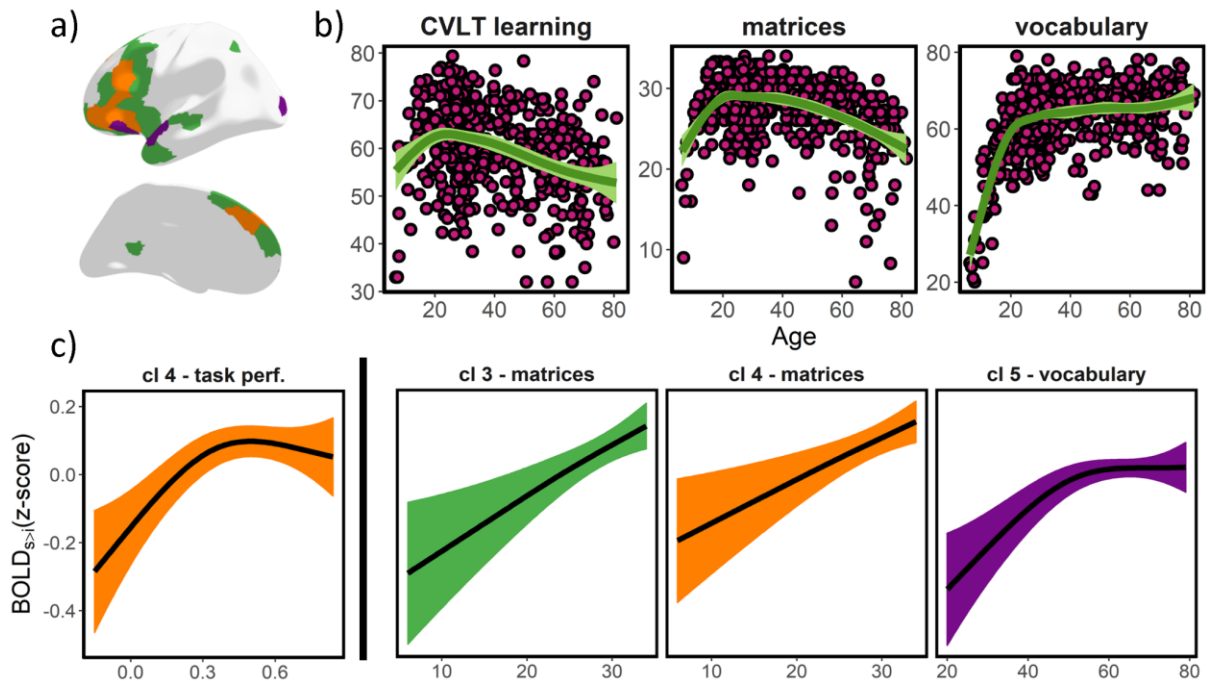 a)
b)
CVLT learning
matrices
vocabulary
80
70
60
50
40
30
20 40 60 80
30
20
10
20 40 60 80
80
60
40
20
20 40 60 80
Age
c)
cl 4 - task perf.
cl 3 - matrices
cl 4 - matrices
cl 5 - vocabulary
BOLDs>i(z-score)
0.2
0.0
-0.2
-0.4
0.0 0.3 0.6
10 20 30
10 20 30
20 40 60 80